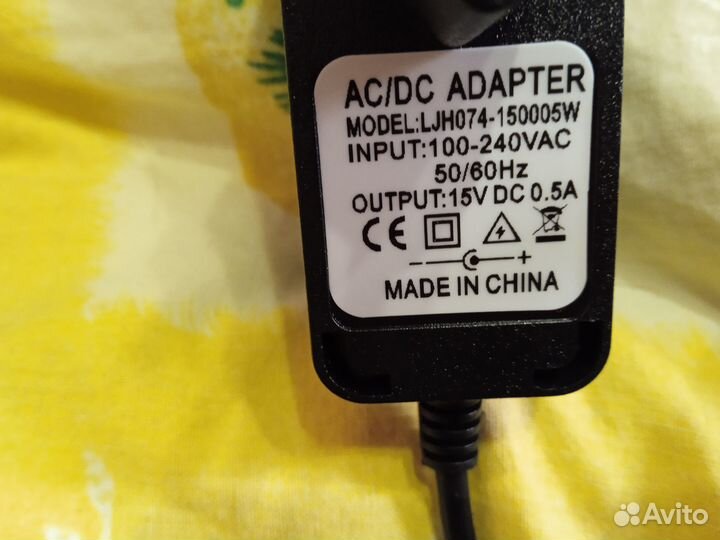 AC/DC ADAPTER
MODEL:LJH074-150005W
INPUT:100-240VAC
50/60Hz
OUTPUT:15V DC 0.5A
CE
- +
MADE IN CHINA
Avito